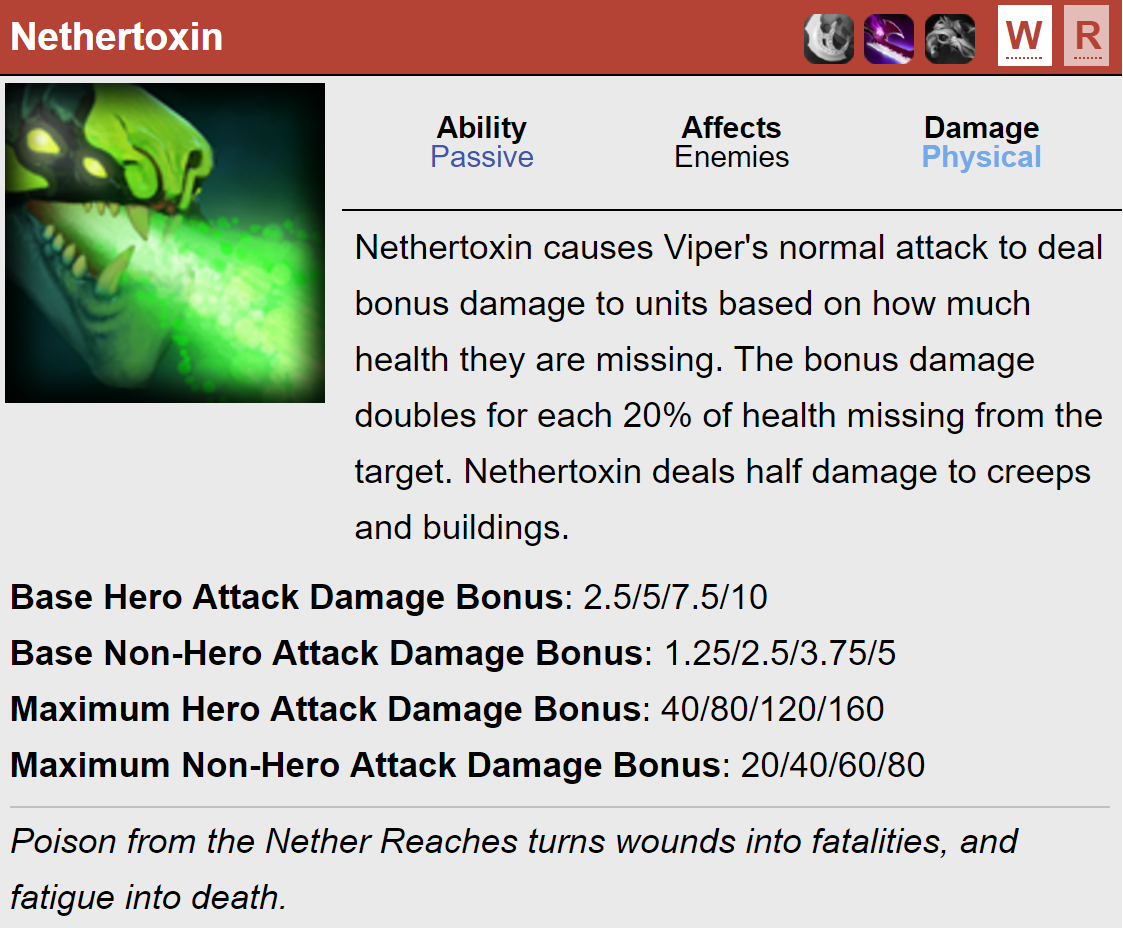 Nethertoxin
W R
Ability Affects Damage
Passive Enemies Physical
Nethertoxin causes Viper's normal attack to deal
bonus damage to units based on how much
health they are missing. The bonus damage
doubles for each 20% of health missing from the
target. Nethertoxin deals half damage to creeps
and buildings.
Base Hero Attack Damage Bonus: 2.5/5/7.5/10
Base Non-Hero Attack Damage Bonus: 1.25/2.5/3.75/5
Maximum Hero Attack Damage Bonus: 40/80/120/160
Maximum Non-Hero Attack Damage Bonus: 20/40/60/80
Poison from the Nether Reaches turns wounds into fatalities, and
fatigue into death.